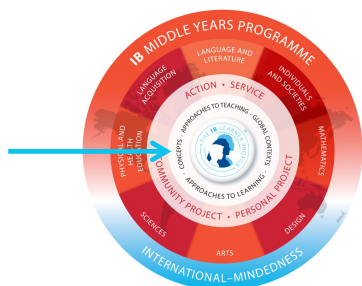 IB MIDDLE YEARS PROGRAMME
LANGUAGE AND
LITERATURE
LANGUAGE
ACQUISITION
INDIVIDUALS
AND SOCIETIES
PHYSICAL AND
HEALTH
EDUCATION
MATHEMATICS
SCIENCES
ARTS
DESIGN
ACTION · SERVICE
COMMUNITY PROJECT · PERSONAL PROJECT
CONCEPTS · APPROACHES TO TEACHING · GLOBAL CONTEXTS
APPROACHES TO LEARNING
THE IB LEARNER PROFILE
INTERNATIONAL–MINDEDNESS